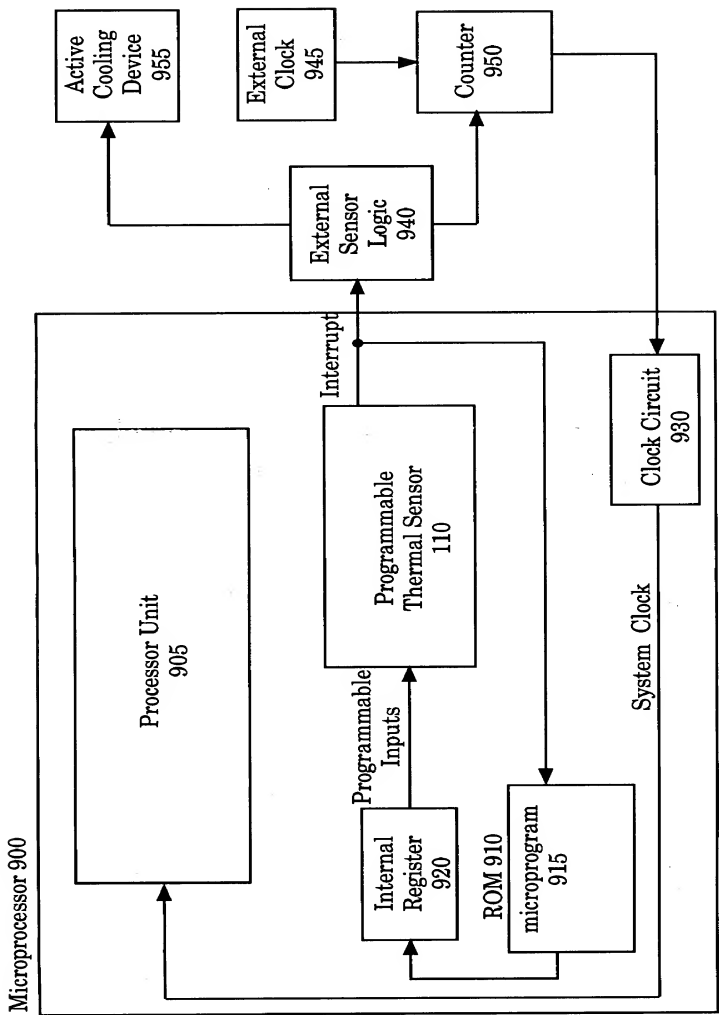 Microprocessor 900
Processor Unit
905
Internal
Register
920
Programmable
Inputs
Programmable
Thermal Sensor
110
Interrupt
ROM 910
microprogram
915
System Clock
Clock Circuit
930
External
Sensor
Logic
940
Active
Cooling
Device
955
External
Clock
945
Counter
950